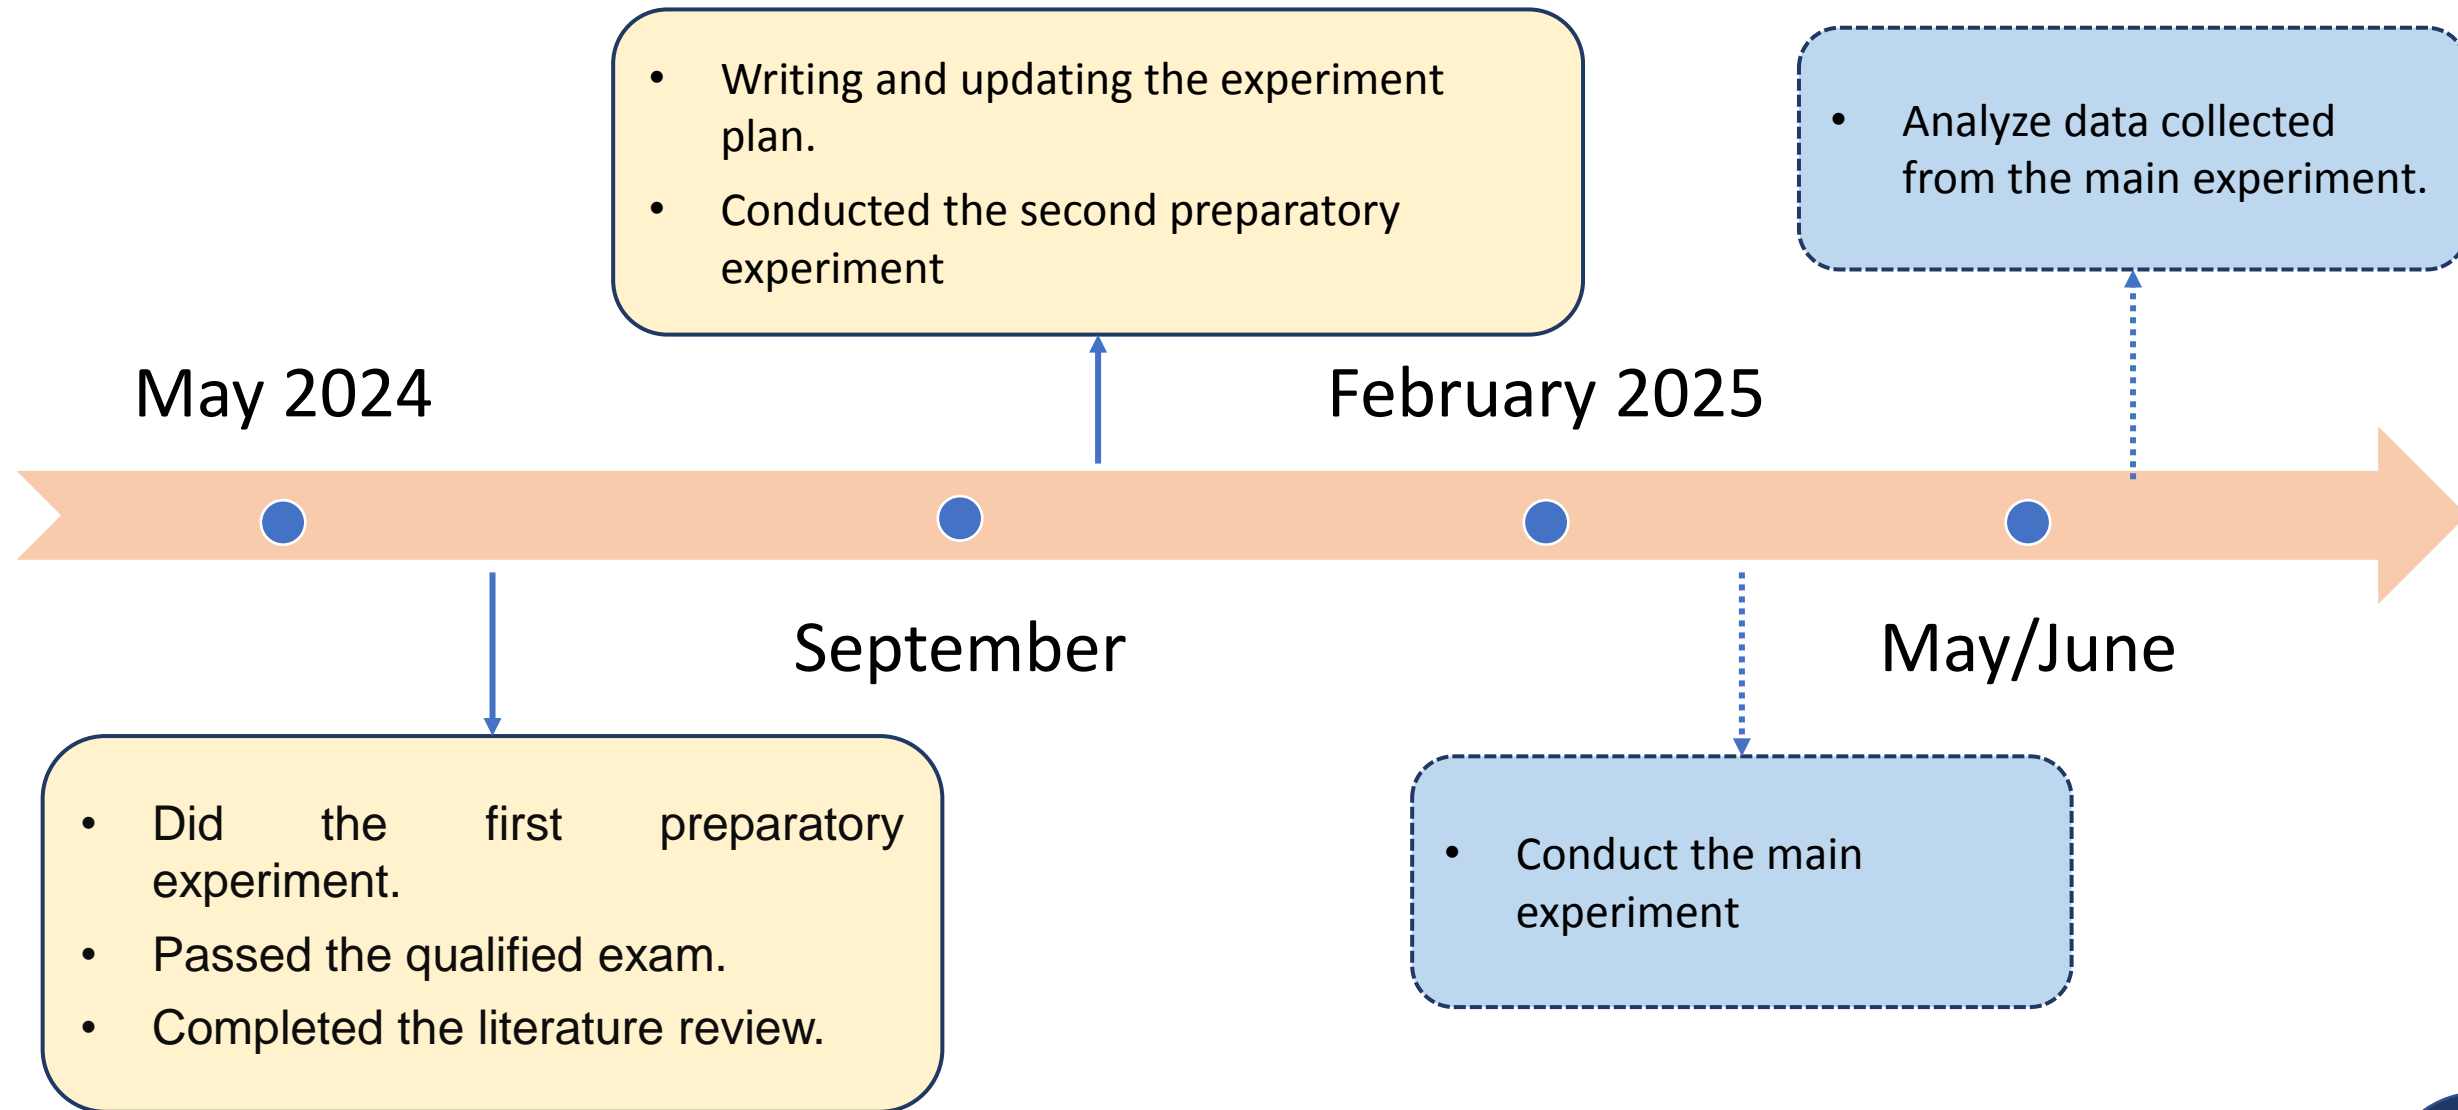 • Writing and updating the experiment
plan.
• Conducted the second preparatory
experiment
• Analyze data collected
from the main experiment.
May 2024
February 2025
September
May/June
• Did the first preparatory
experiment.
• Passed the qualified exam.
• Completed the literature review.
• Conduct the main
experiment